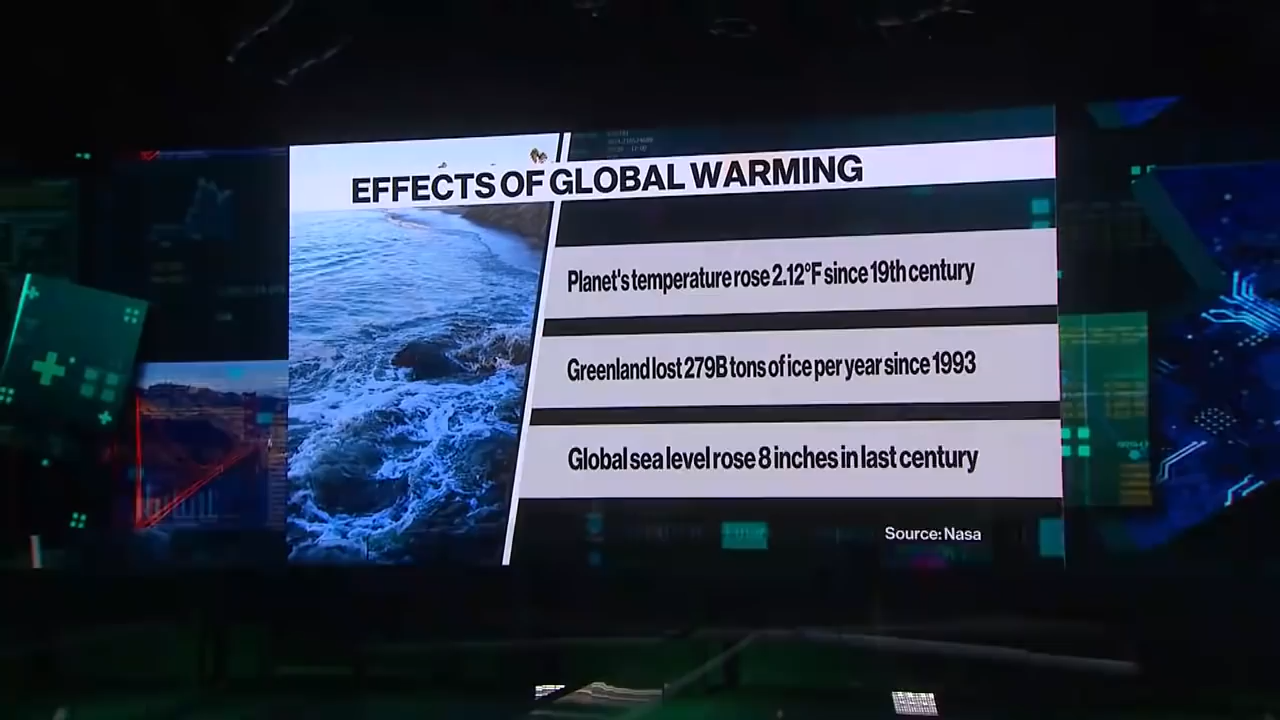 EFFECTS OF GLOBAL WARMING
Planet's temperature rose 2.12°F since 19th century
Greenland lost 279B tons of ice per year since 1993
Global sea level rose 8 inches in last century
Source: Nasa